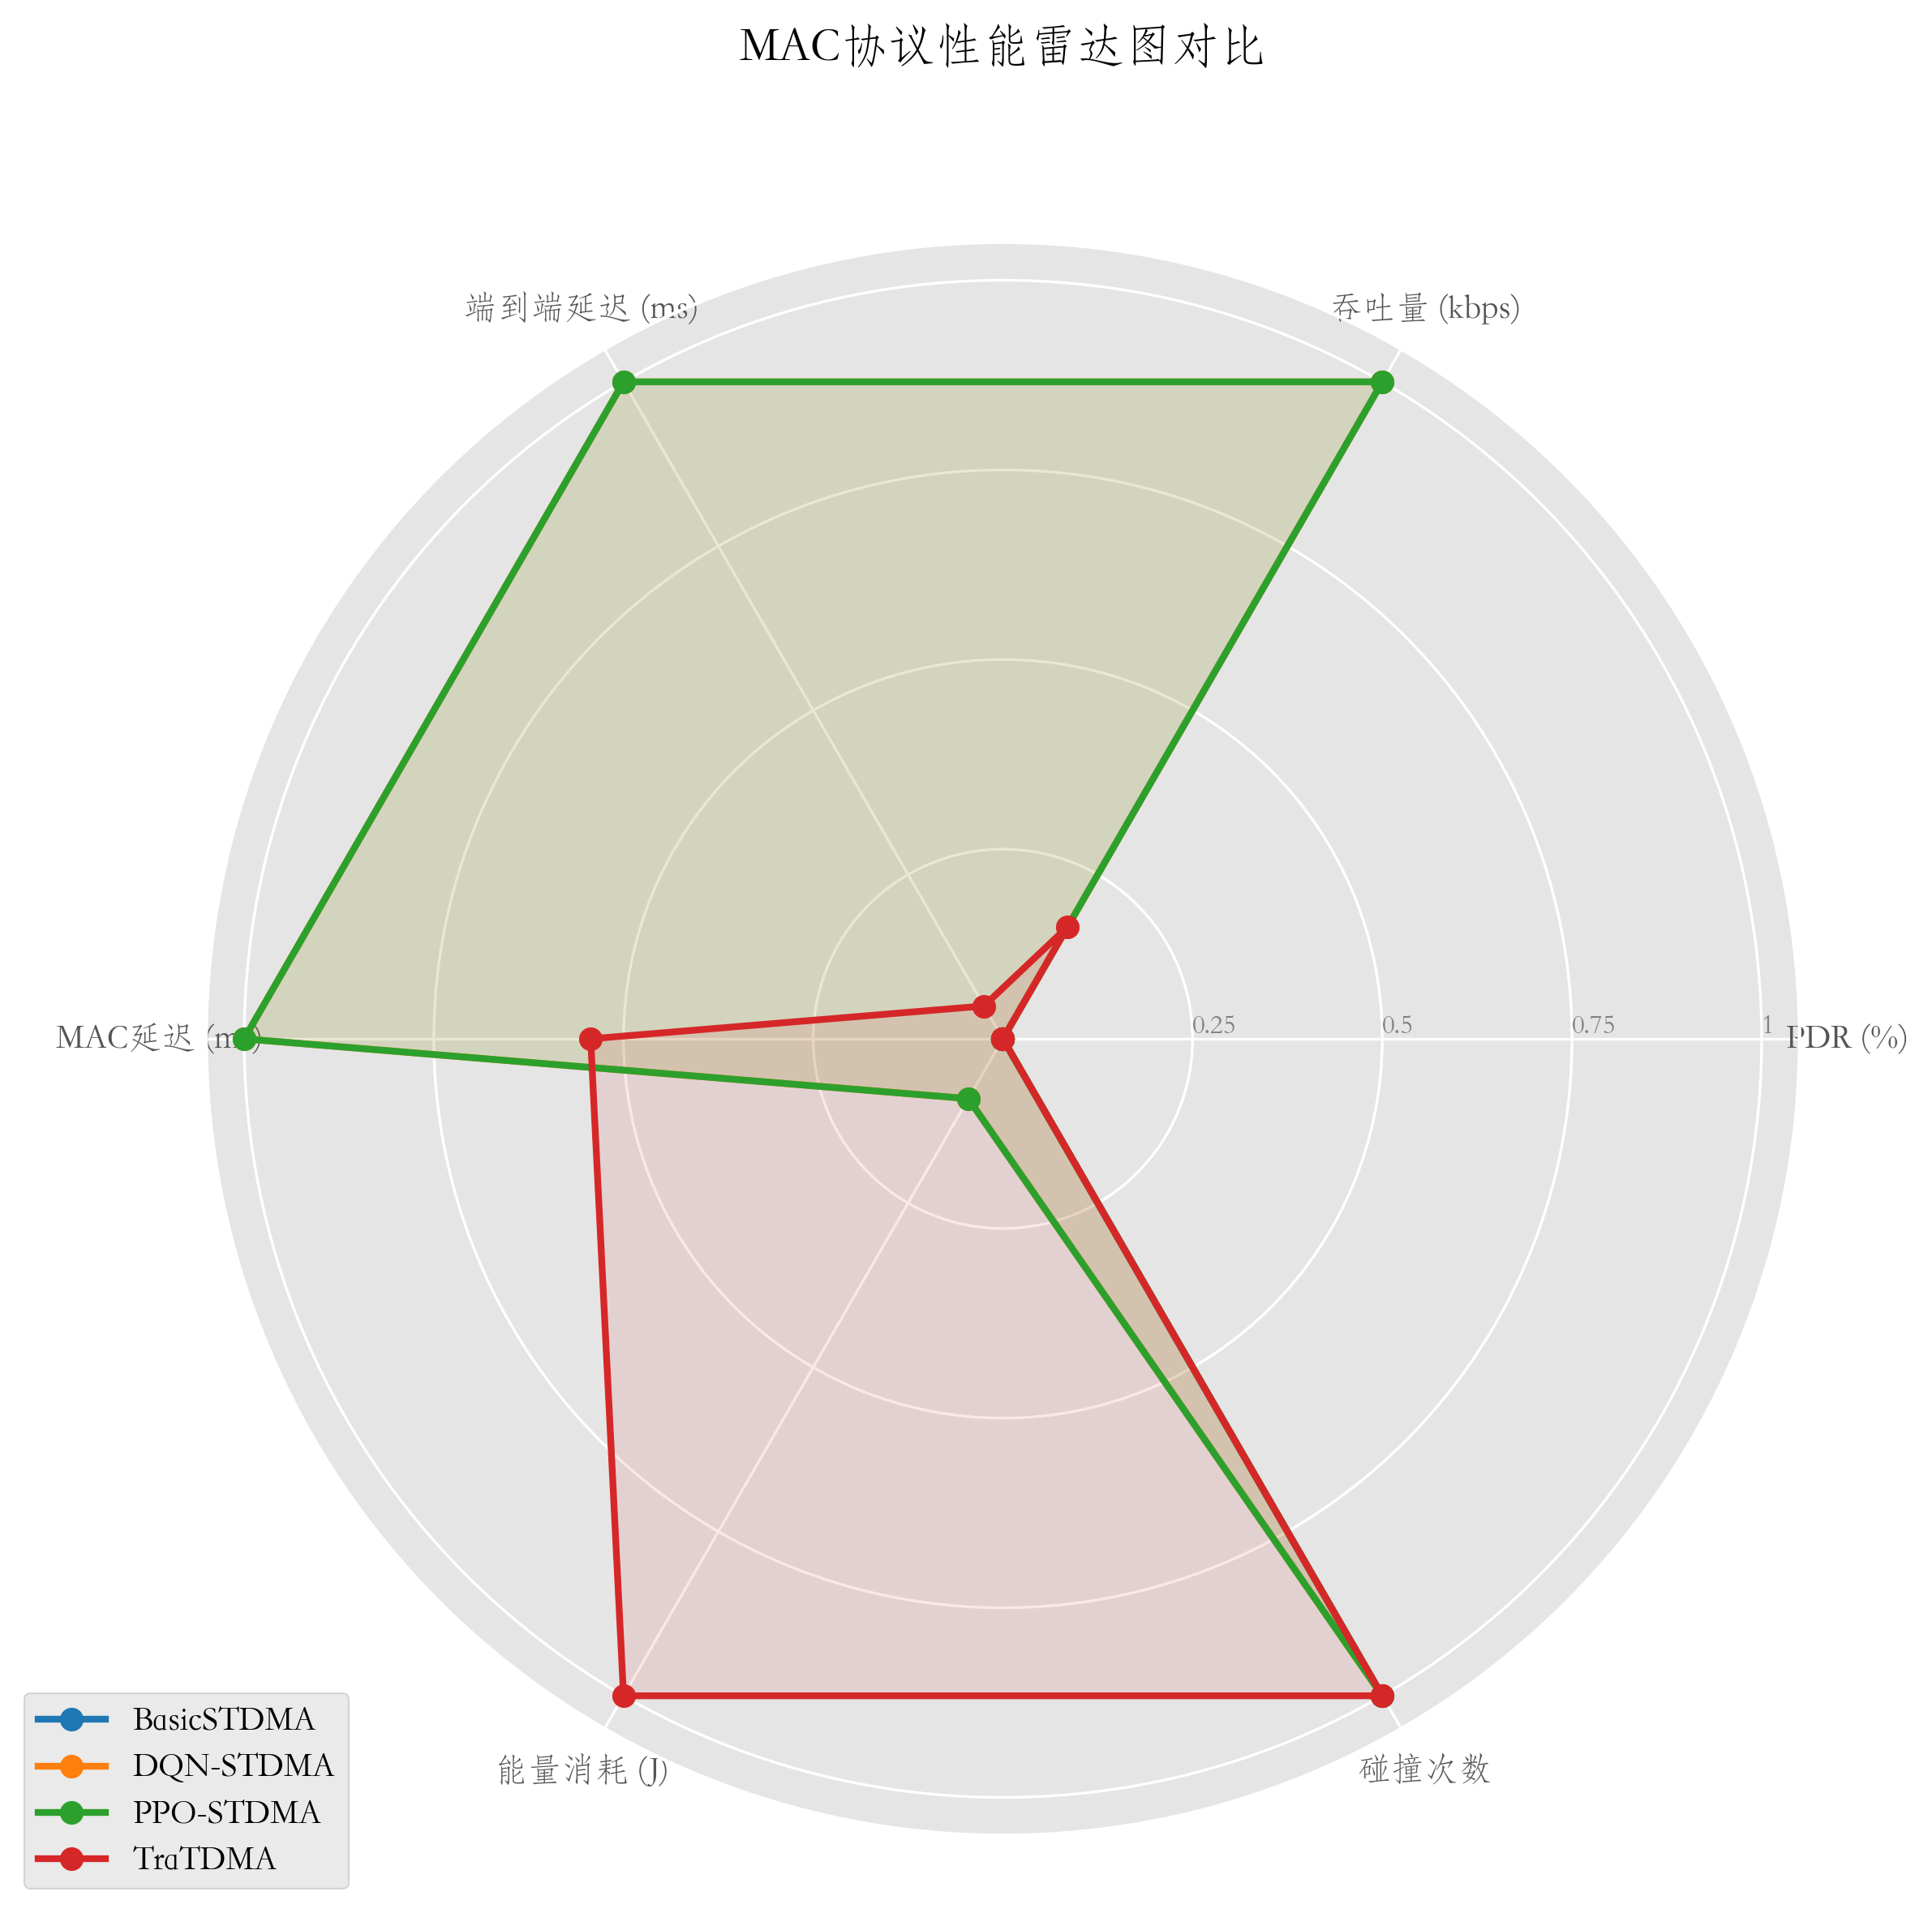 MAC协议性能雷达图对比
端到端延迟 (ms)
吞吐量 (kbps)
MAC延迟 (ms)
0.25
0.5
0.75
1
PDR (%)
能量消耗 (J)
碰撞次数
BasicSTDMA
DQN-STDMA
PPO-STDMA
TraTDMA